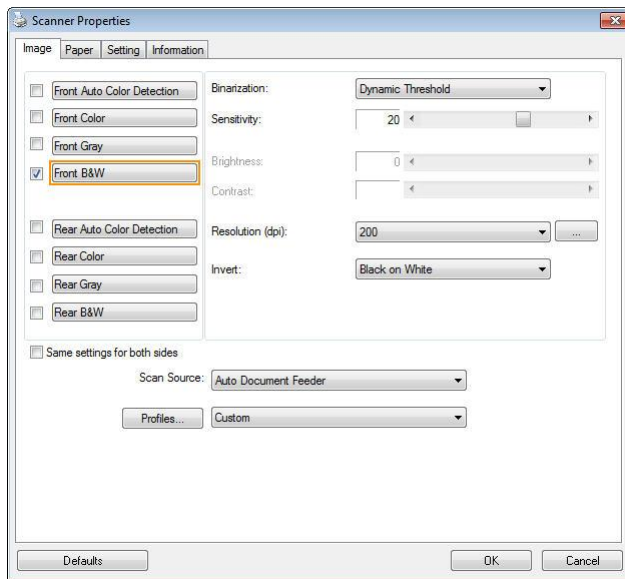 Scanner Properties
Image Paper Setting Information
Front Auto Color Detection
Front Color
Front Gray
Front B&W
Rear Auto Color Detection
Rear Color
Rear Gray
Rear B&W
Binarization: Dynamic Threshold
Sensitivity: 20
Brightness: 0
Contrast:
Resolution (dpi): 200 ...
Invert: Black on White
Same settings for both sides
Scan Source: Auto Document Feeder
Profiles... Custom
Defaults OK Cancel